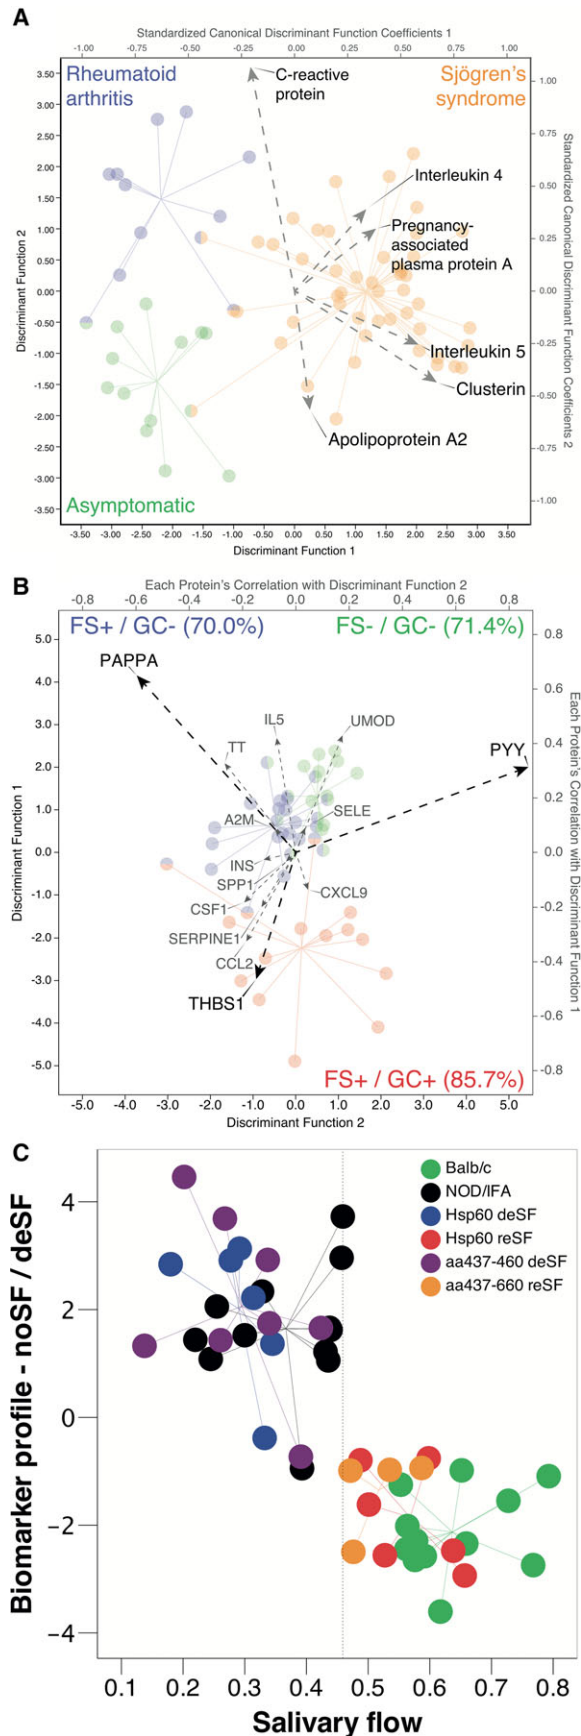 A
Standardized Canonical Discriminant Function Coefficients 1
-1.00 -0.75 -0.50 -0.25 0.00 0.25 0.50 0.75 1.00
Rheumatoid
arthritis
C-reactive
protein
Sjögren's
syndrome
Interleukin 4
Pregnancy-
associated
plasma protein A
Interleukin 5
Clusterin
Apolipoprotein A2
Asymptomatic
Discriminant Function 2
3.50
3.00
2.50
2.00
1.50
1.00
0.50
0.00
-0.50
-1.00
-1.50
-2.00
-2.50
-3.00
-3.50
Standardized Canonical Discriminant Function Coefficients 2
1.00
0.75
0.50
0.25
0.00
-0.25
-0.50
-0.75
-1.00
-3.50 -3.00 -2.50 -2.00 -1.50 -1.00 -0.50 0.00 0.50 1.00 1.50 2.00 2.50 3.00 3.50
Discriminant Function 1
B
Each Protein's Correlation with Discriminant Function 2
-0.8 -0.6 -0.4 -0.2 0.0 0.2 0.4 0.6 0.8
FS+ / GC- (70.0%)
FS- / GC- (71.4%)
PAPPA
IL5
UMOD
TT
PYY
A2M
SELE
INS
SPP1
CXCL9
CSF1
SERPINE1
CCL2
THBS1
FS+ / GC+ (85.7%)
Discriminant Function 1
5.0
4.0
3.0
2.0
1.0
0.0
-1.0
-2.0
-3.0
-4.0
-5.0
Each Protein's Correlation with Discriminant Function 1
0.8
0.6
0.4
0.2
0.0
-0.2
-0.4
-0.6
-0.8
-5.0 -4.0 -3.0 -2.0 -1.0 0.0 1.0 2.0 3.0 4.0 5.0
Discriminant Function 2
C
Balb/c
NOD/IFA
Hsp60 deSF
Hsp60 reSF
aa437-460 deSF
aa437-660 reSF
Biomarker profile - noSF / deSF
4
2
0
−2
−4
0.1 0.2 0.3 0.4 0.5 0.6 0.7 0.8
Salivary flow